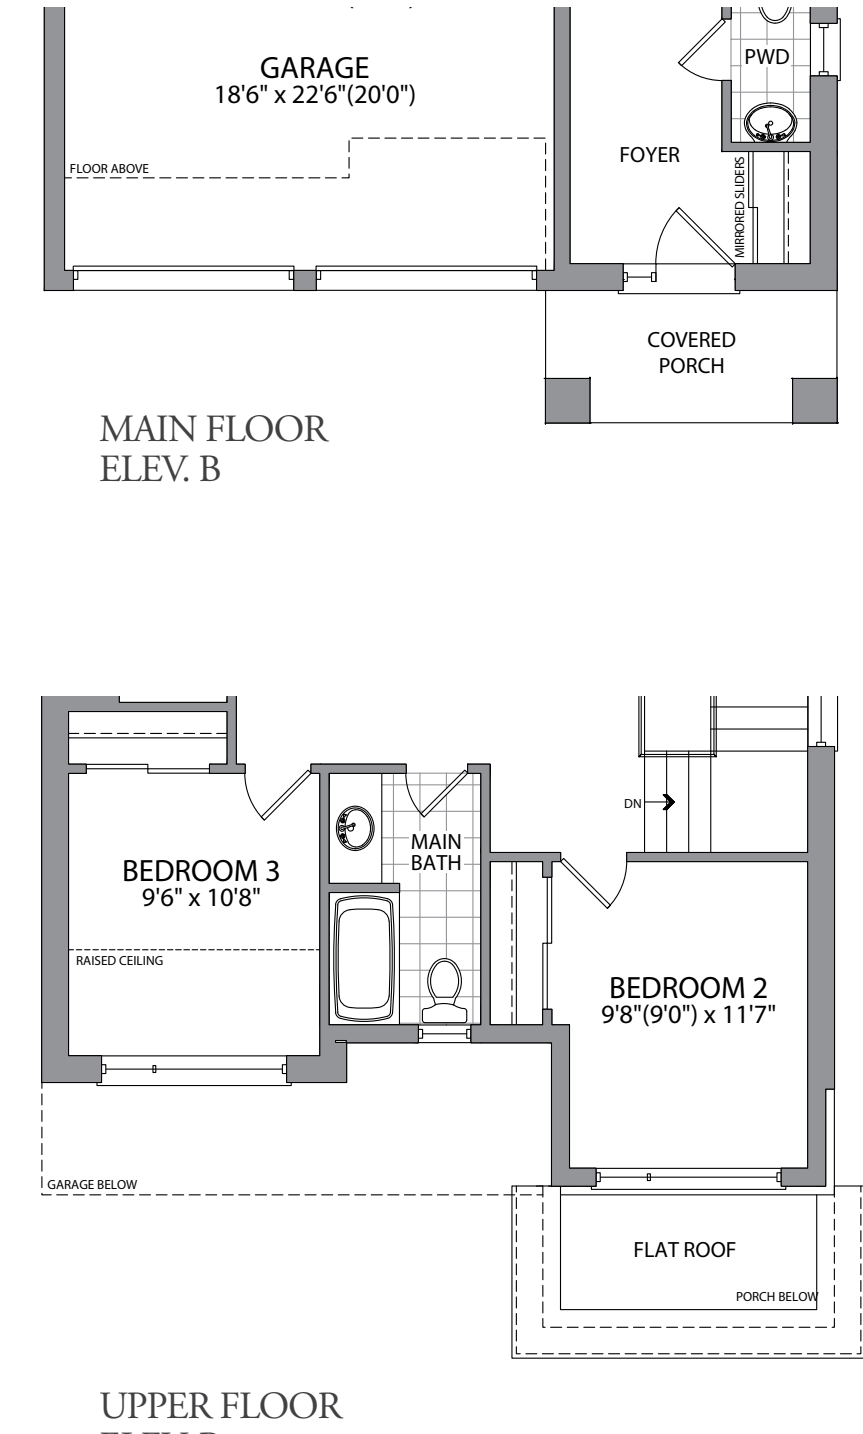 GARAGE
18'6" x 22'6"(20'0")
PWD
FOYER
FLOOR ABOVE
MIRRORED SLIDERS
COVERED
PORCH
MAIN FLOOR
ELEV. B
DN
MAIN
BATH
BEDROOM 3
9'6" x 10'8"
RAISED CEILING
BEDROOM 2
9'8"(9'0") x 11'7"
GARAGE BELOW
FLAT ROOF
PORCH BELOW
UPPER FLOOR
ELEV. B